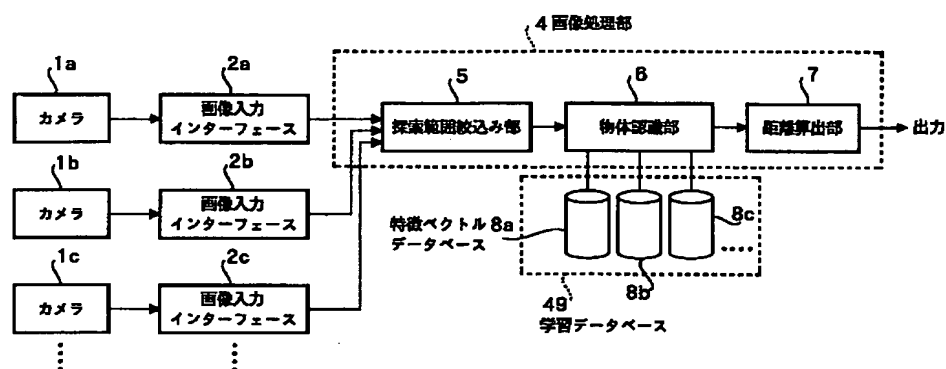 4 画像処理部
1a
カメラ
2a
画像入力
インターフェース
5
探索範囲絞込み部
6
物体認識部
7
距離算出部
出力
1b
カメラ
2b
画像入力
インターフェース
特徴ベクトル 8a
データベース
8c
.....
8b
49
学習データベース
1c
カメラ
2c
画像入力
インターフェース